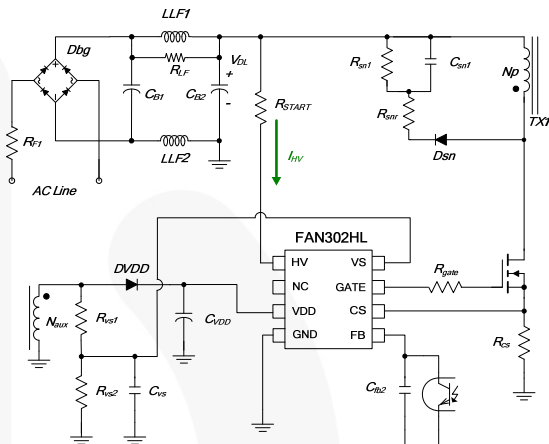 LLF1
Dbg
RLF
VDL
+
-
CB1
CB2
RSTART
Rsn1
Csn1
Np
Rsnr
TX1
Dsn
RF1
LLF2
IHV
AC Line
FAN302HL
HV
VS
NC
GATE
VDD
CS
GND
FB
DVDD
Rgate
Naux
Rvs1
CVDD
Rcs
Rvs2
Cvs
Cfb2